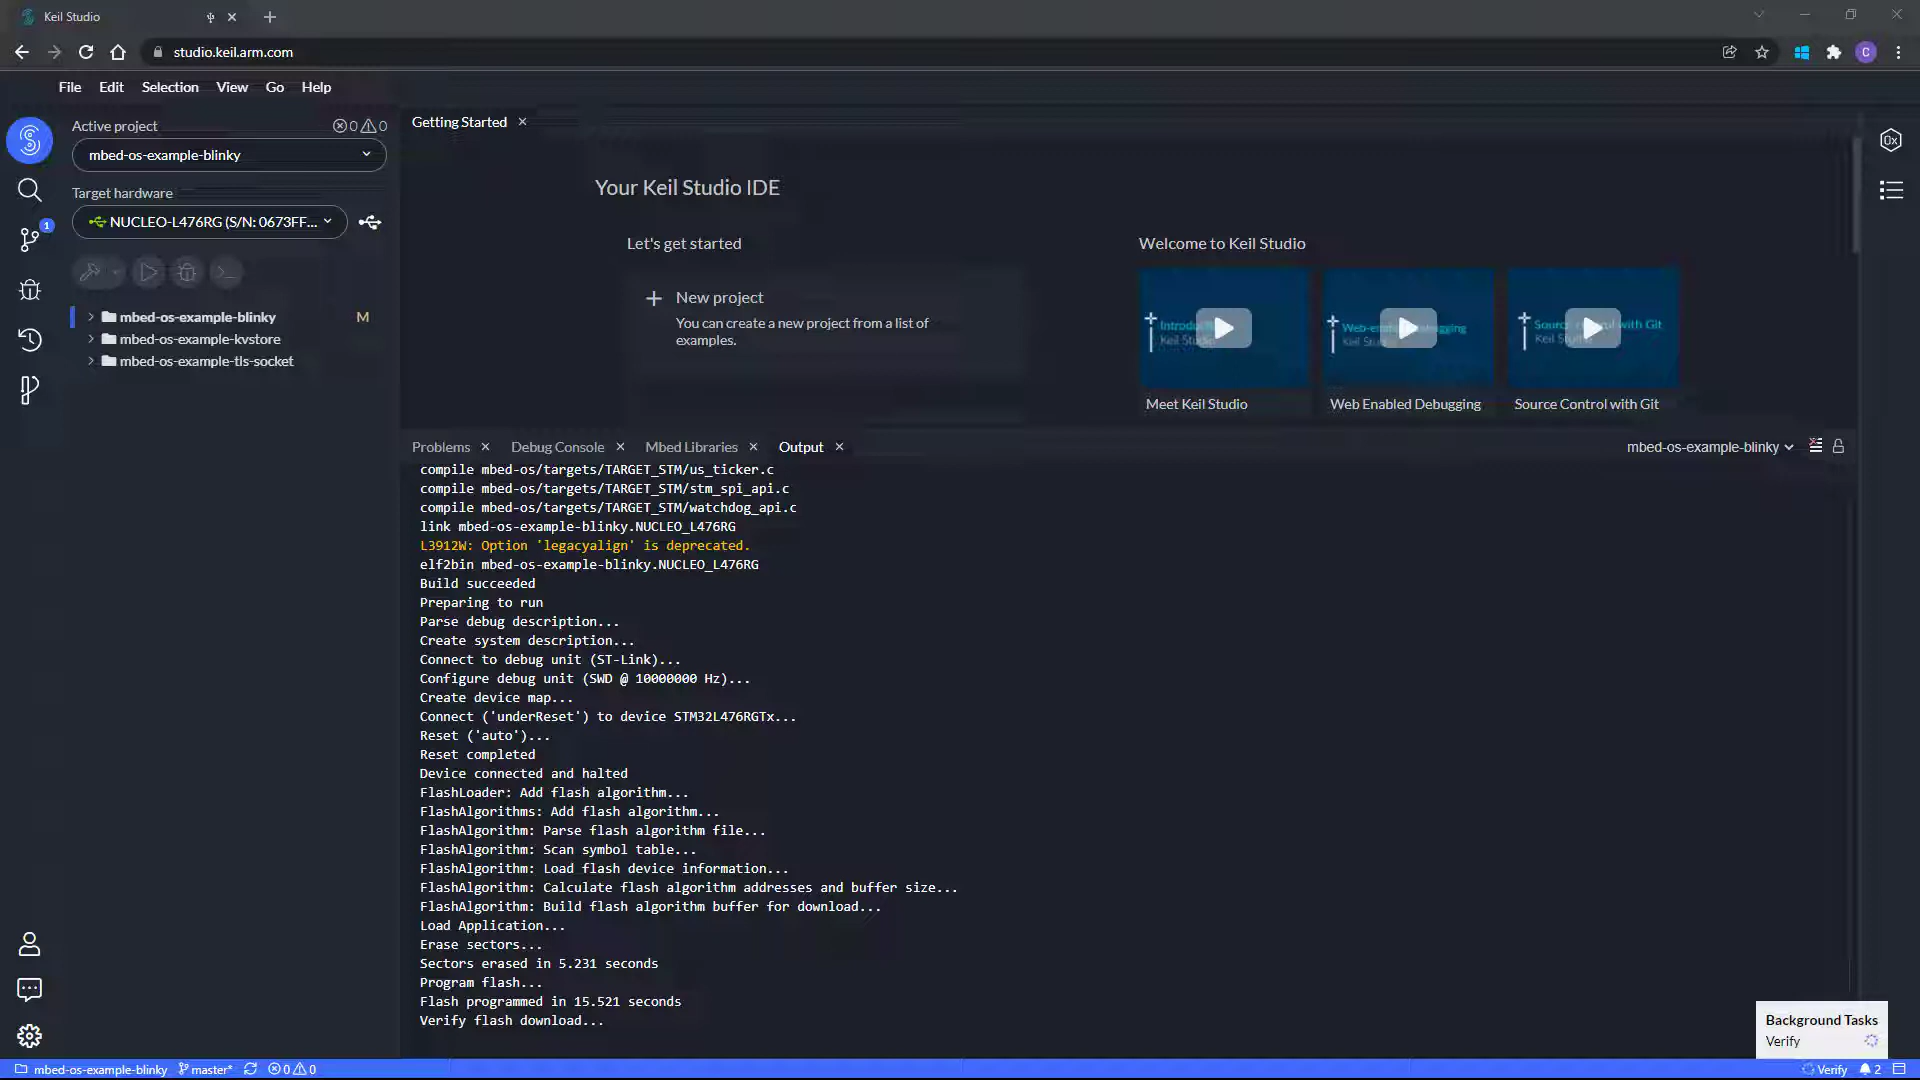 Keil Studio
studio.keil.arm.com
C
File Edit Selection View Go Help
Active project 0 0
mbed-os-example-blinky
Target hardware
NUCLEO-L476RG (S/N: 0673FF...
1
mbed-os-example-blinky M
mbed-os-example-kvstore
mbed-os-example-tls-socket
Getting Started
0x
Your Keil Studio IDE
Let's get started
New project
You can create a new project from a list of
examples.
Welcome to Keil Studio
Meet Keil Studio
Web Enabled Debugging
Source Control with Git
Problems Debug Console Mbed Libraries Output
mbed-os-example-blinky
compile mbed-os/targets/TARGET_STM/us_ticker.c
compile mbed-os/targets/TARGET_STM/stm_spi_api.c
compile mbed-os/targets/TARGET_STM/watchdog_api.c
link mbed-os-example-blinky.NUCLEO_L476RG
L3912W: Option 'legacyalign' is deprecated.
elf2bin mbed-os-example-blinky.NUCLEO_L476RG
Build succeeded
Preparing to run
Parse debug description...
Create system description...
Connect to debug unit (ST-Link)...
Configure debug unit (SWD @ 10000000 Hz)...
Create device map...
Connect ('underReset') to device STM32L476RGTx...
Reset ('auto')...
Reset completed
Device connected and halted
FlashLoader: Add flash algorithm...
FlashAlgorithms: Add flash algorithm...
FlashAlgorithm: Parse flash algorithm file...
FlashAlgorithm: Scan symbol table...
FlashAlgorithm: Load flash device information...
FlashAlgorithm: Calculate flash algorithm addresses and buffer size...
FlashAlgorithm: Build flash algorithm buffer for download...
Load Application...
Erase sectors...
Sectors erased in 5.231 seconds
Program flash...
Flash programmed in 15.521 seconds
Verify flash download...
Background Tasks
Verify
mbed-os-example-blinky master* 0 0
Verify 2